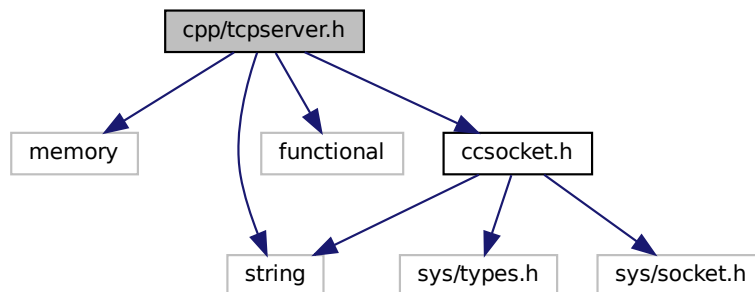 cpp/tcpserver.h
memory
functional
ccsocket.h
string
sys/types.h
sys/socket.h